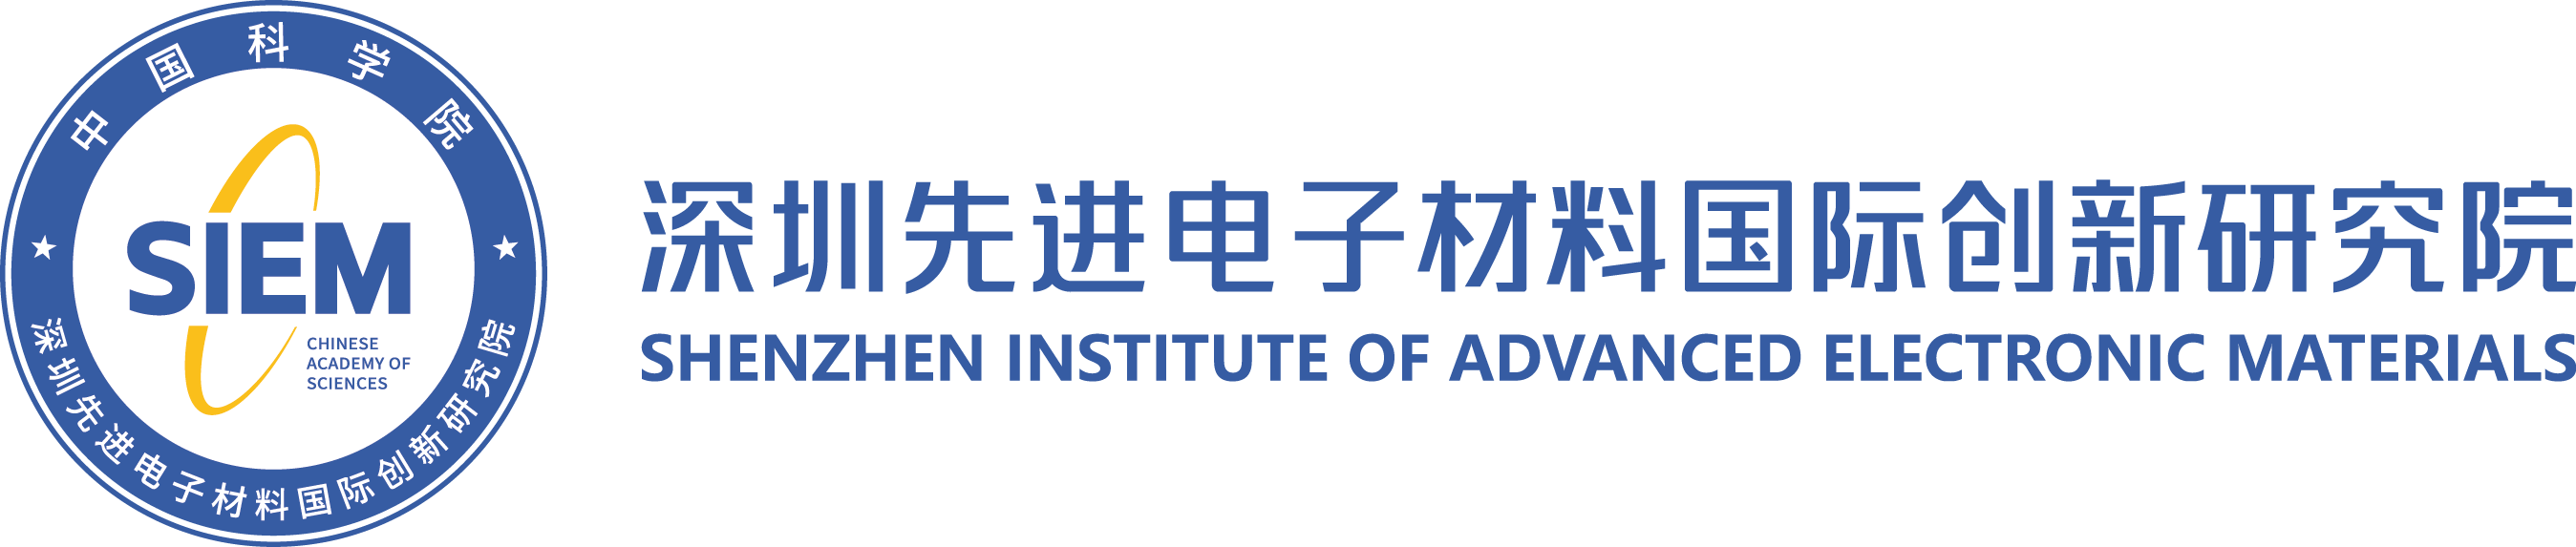 中国科学院
SIEM
CHINESE
ACADEMY OF
SCIENCES
深圳先进电子材料国际创新研究院
深圳先进电子材料国际创新研究院
SHENZHEN INSTITUTE OF ADVANCED ELECTRONIC MATERIALS